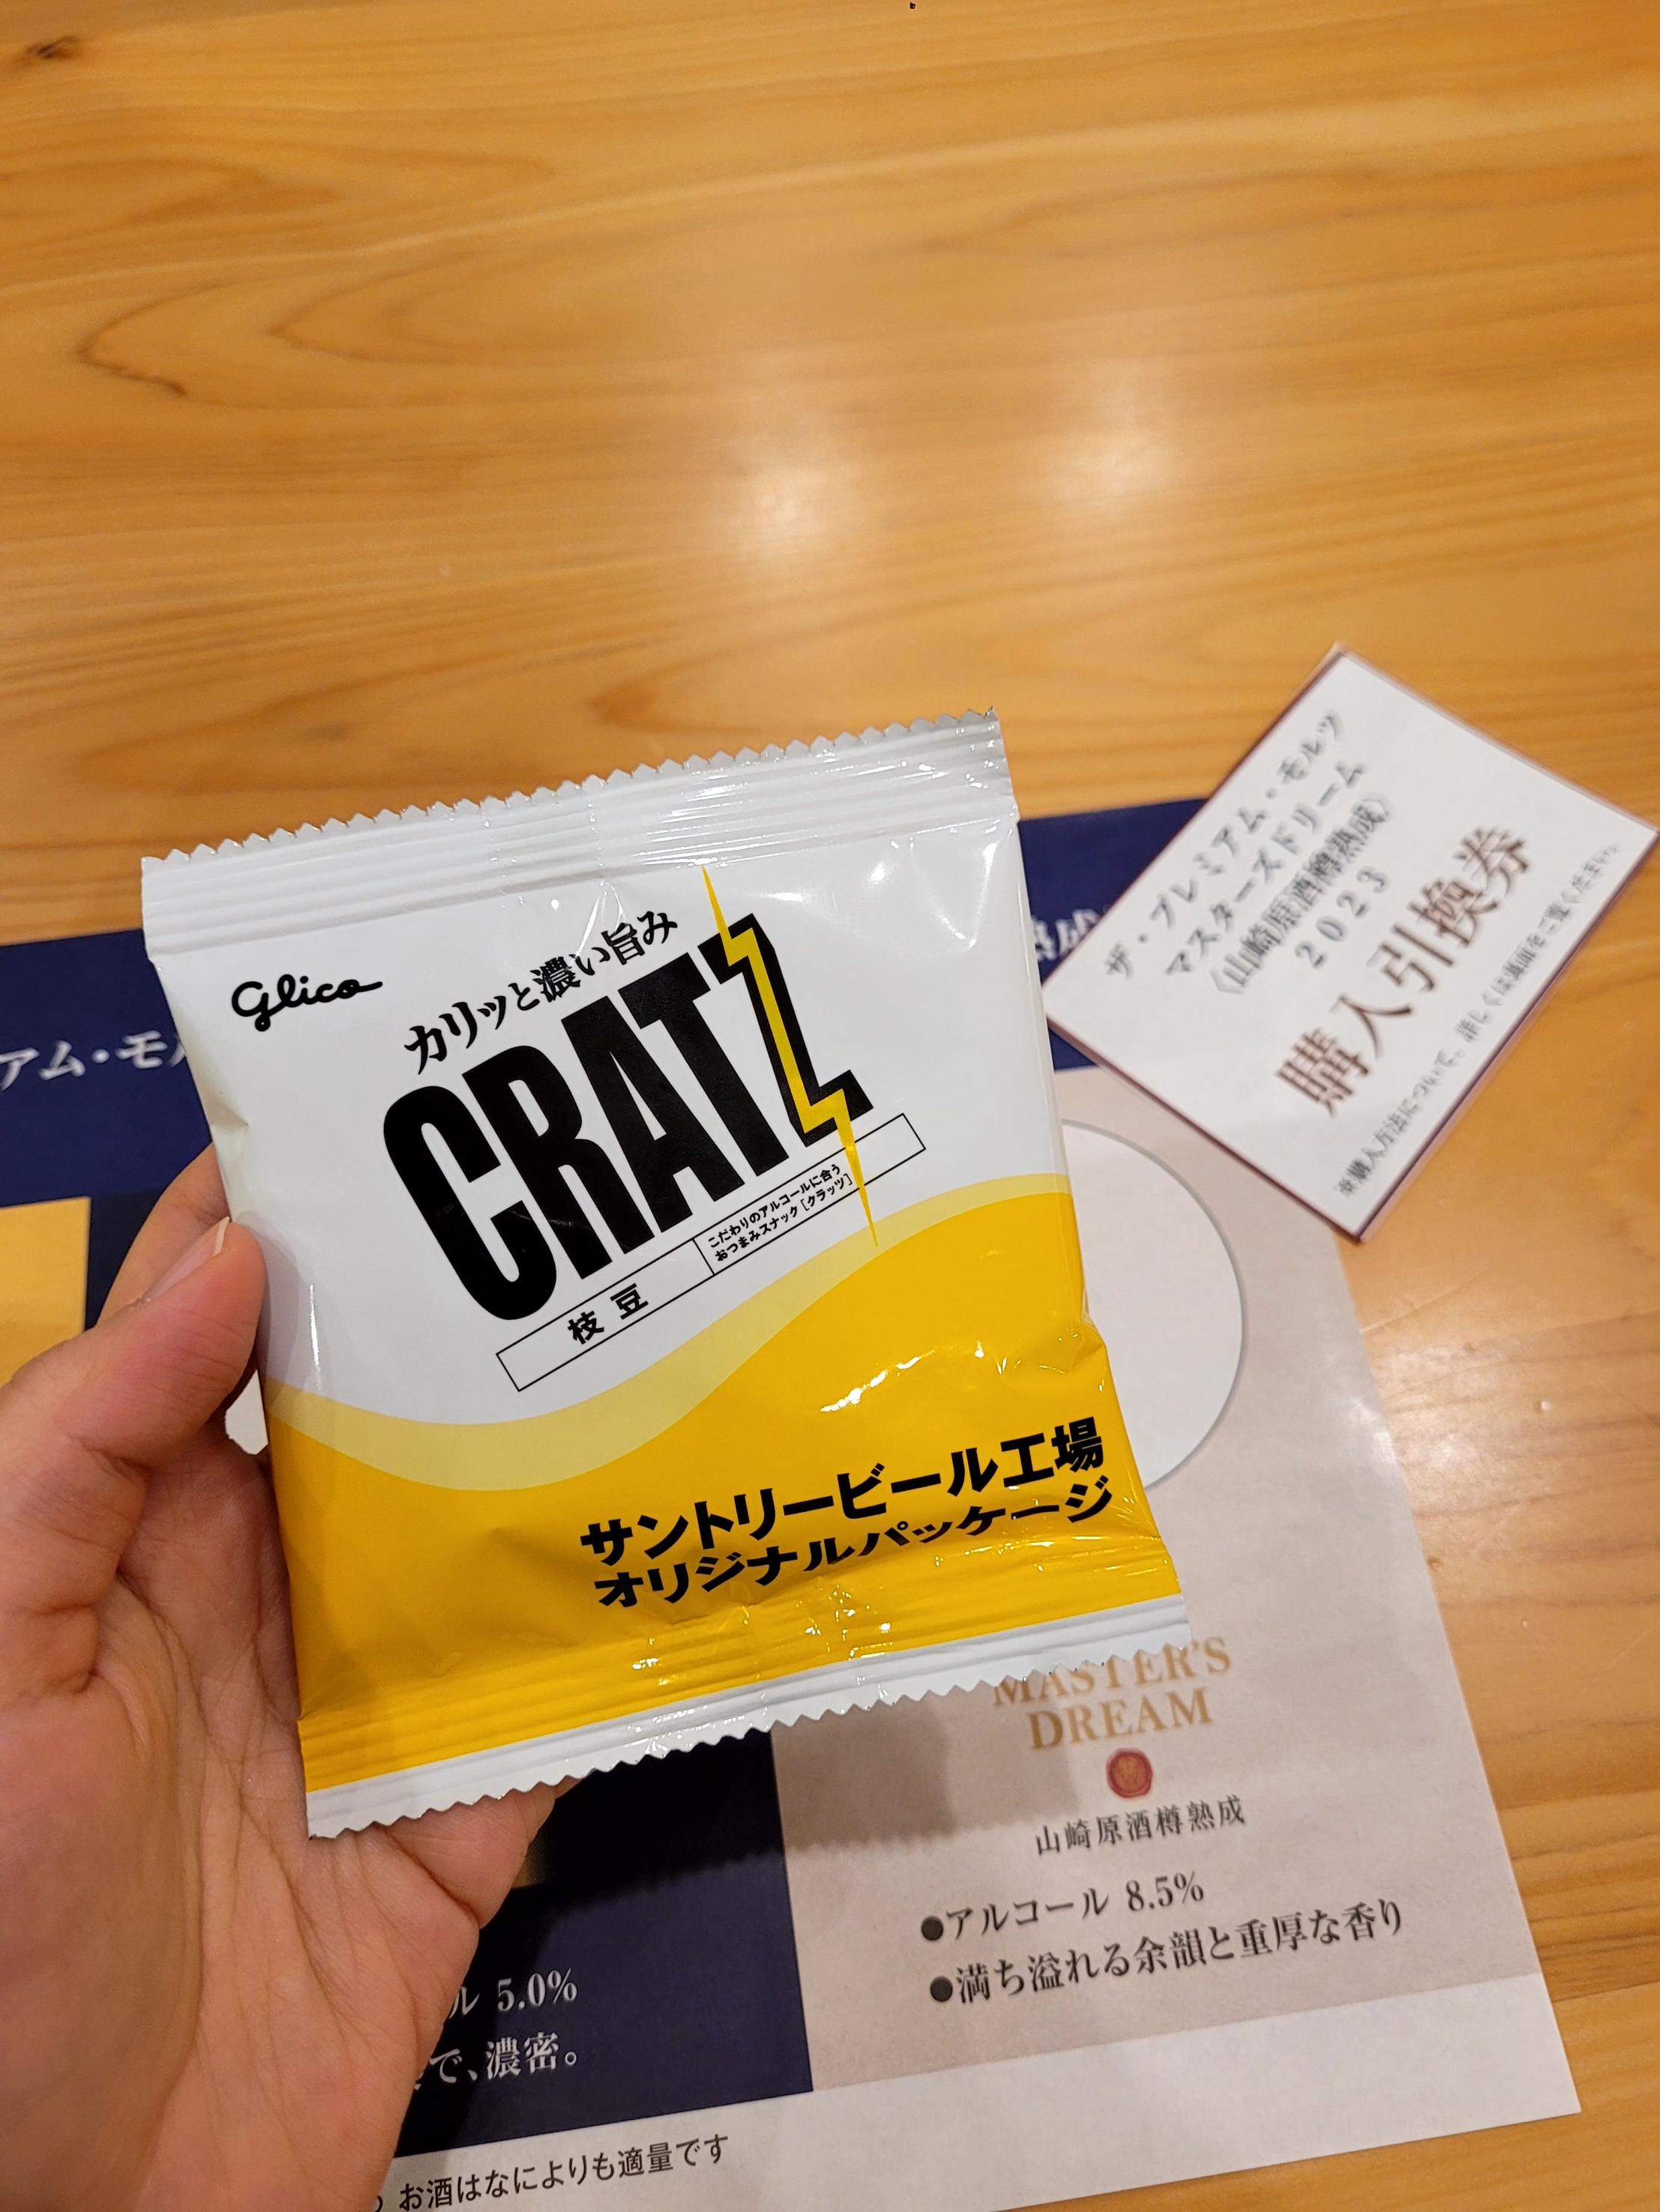 Glico
カリッと濃い旨み
CRATZ
枝豆
こだわりのアルコールに合う
おつまみスナック［クラッツ］
サントリービール工場
オリジナルパッケージ
ザ・プレミアム・モルツ
マスターズドリーム
〈山崎原酒樽熟成〉
2023
購入引換券
※購入方法について、詳しくは裏面をご覧ください。
アム・モル
熟成
MASTER'S
DREAM
山崎原酒樽熟成
●アルコール 8.5%
●満ち溢れる余韻と重厚な香り
ル 5.0%
で、濃密。
お酒はなによりも適量です